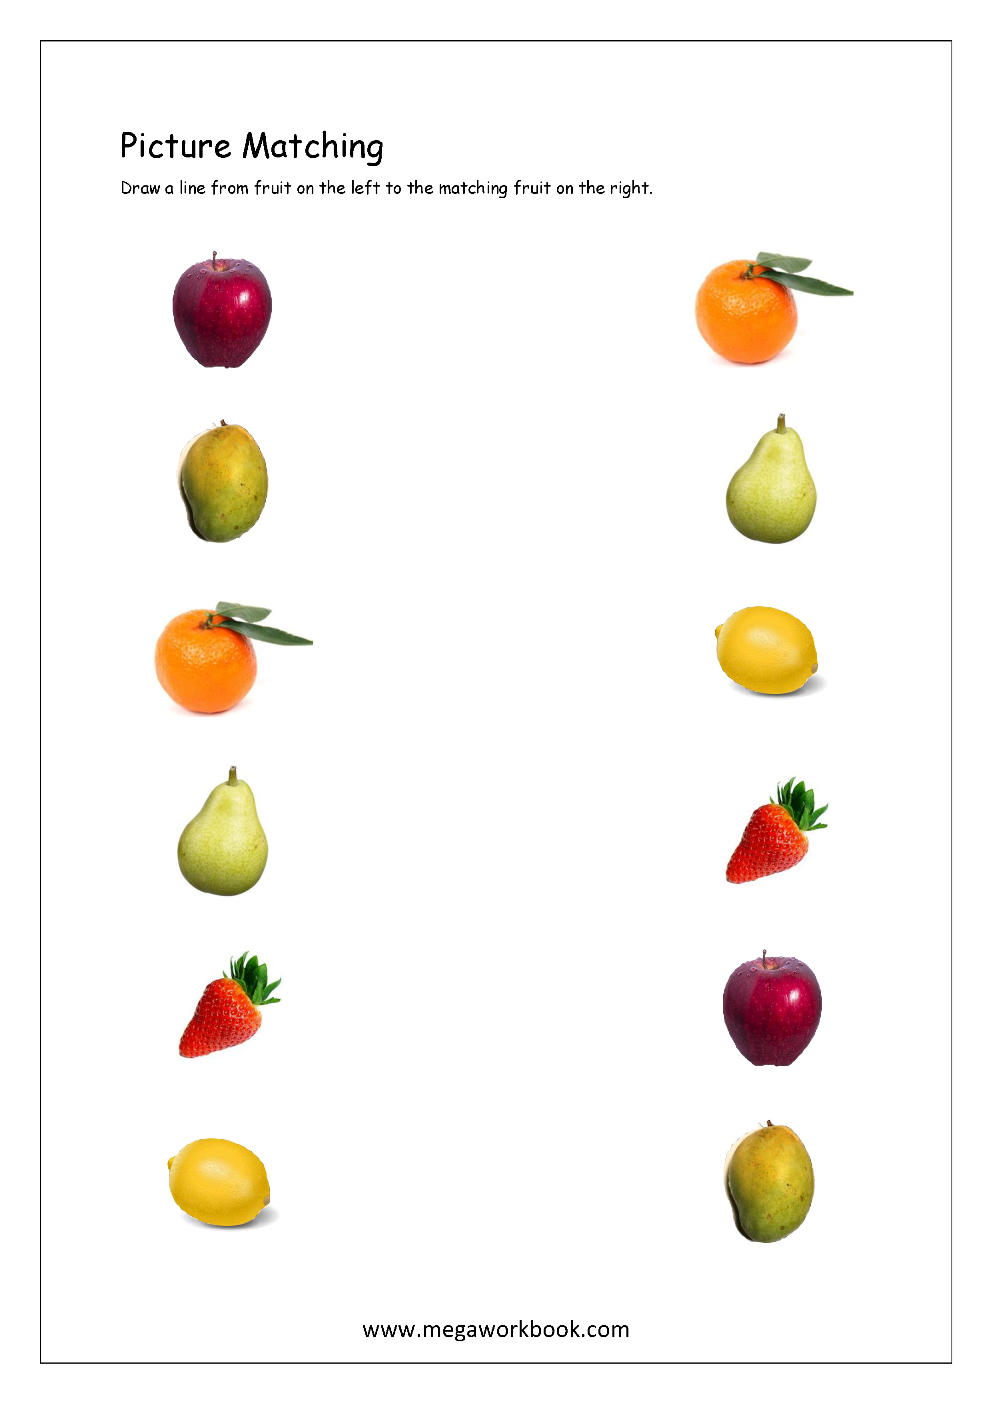 Picture Matching
Draw a line from fruit on the left to the matching fruit on the right.
www.megaworkbook.com